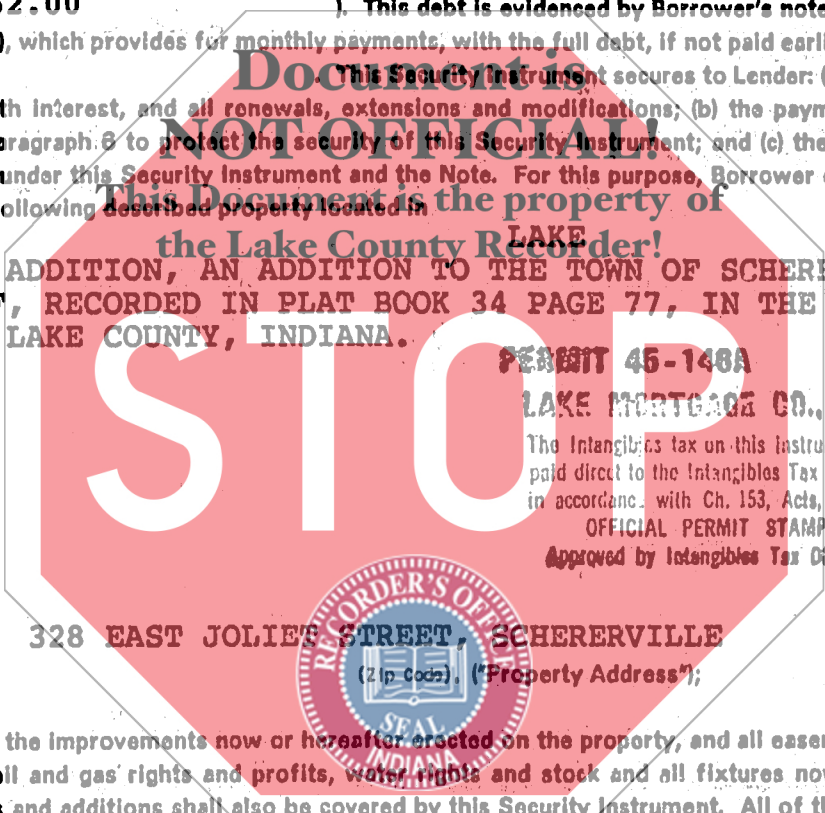 2.00 ). This debt is evidenced by Borrower's note
), which provides for monthly payments, with the full debt, if not paid earli
Document is
. This Security Instrument secures to Lender: (
th interest, and all renewals, extensions and modifications; (b) the paym
NOT OFFICIAL!
aragraph 6 to protect the security of this Security Instrument; and (c) the
under this Security Instrument and the Note. For this purpose, Borrower
This Document is the property of
ollowing described property located in
the Lake County Recorder!
LAKE
ADDITION, AN ADDITION TO THE TOWN OF SCHERE
, RECORDED IN PLAT BOOK 34 PAGE 77, IN THE
LAKE COUNTY, INDIANA.
STOP
PERMIT 45-148A
LAKE MORTGAGE CO.,
The Intangibles tax on this instru
paid direct to the Intangibles Tax
in accordance with Ch. 153, Acts,
OFFICIAL PERMIT STAMP
Approved by Intangibles Tax
RECORDER'S OFFICE
328 EAST JOLIET STREET, SCHERERVILLE
(Zip Code), ("Property Address");
SEAL
INDIANA
the improvements now or hereafter erected on the property, and all ease
il and gas rights and profits, water rights and stock and all fixtures no
s and additions shall also be covered by this Security Instrument. All of th